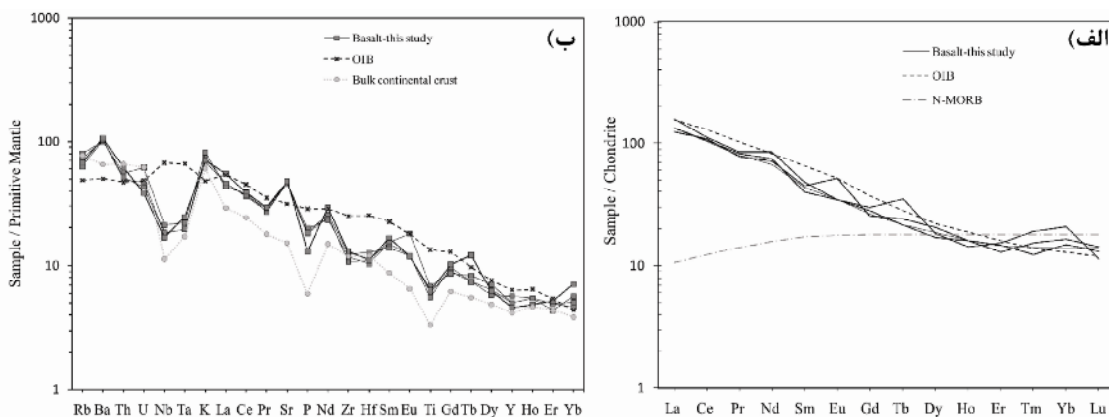 ب)
1000
100
10
1
Sample / Primitive Mantle
Basalt-this study
OIB
Bulk continental crust
Rb Ba Th U Nb Ta K La Ce Pr Sr P Nd Zr Hf Sm Eu Ti Gd Tb Dy Y Ho Er Yb
الف)
1000
100
10
1
Sample / Chondrite
Basalt-this study
OIB
N-MORB
La Ce Pr Nd Sm Eu Gd Tb Dy Ho Er Tm Yb Lu